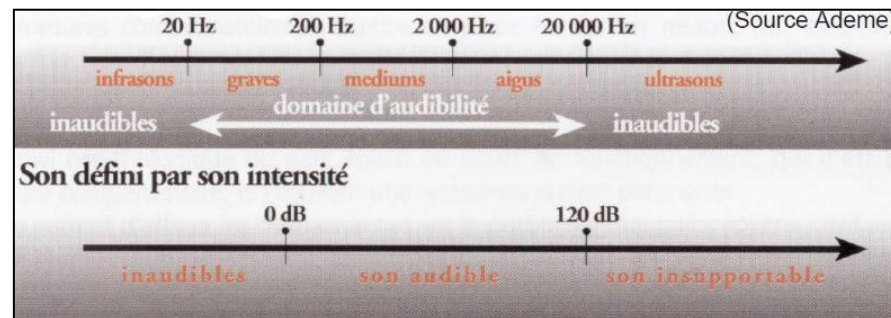 20 Hz 200 Hz 2 000 Hz 20 000 Hz (Source Ademe)
infrasons graves mediums aigus ultrasons
domaine d'audibilité
inaudibles inaudibles
Son défini par son intensité
0 dB 120 dB
inaudibles son audible son insupportable